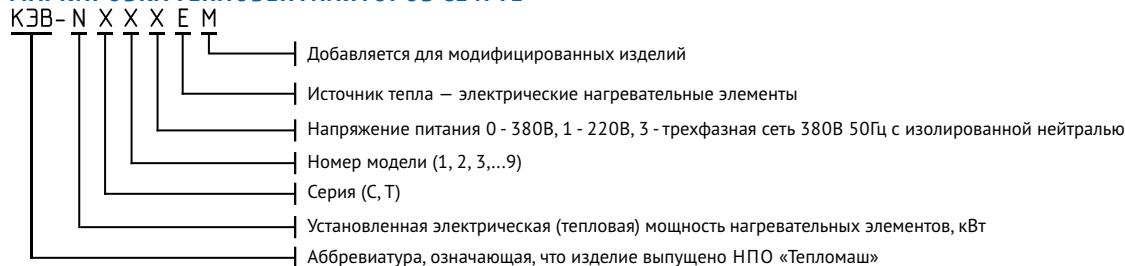 КЭВ-N X X X E M
Добавляется для модифицированных изделий
Источник тепла — электрические нагревательные элементы
Напряжение питания 0 - 380В, 1 - 220В, 3 - трехфазная сеть 380В 50Гц с изолированной нейтралью
Номер модели (1, 2, 3,...9)
Серия (С, Т)
Установленная электрическая (тепловая) мощность нагревательных элементов, кВт
Аббревиатура, означающая, что изделие выпущено НПО «Тепломаш»